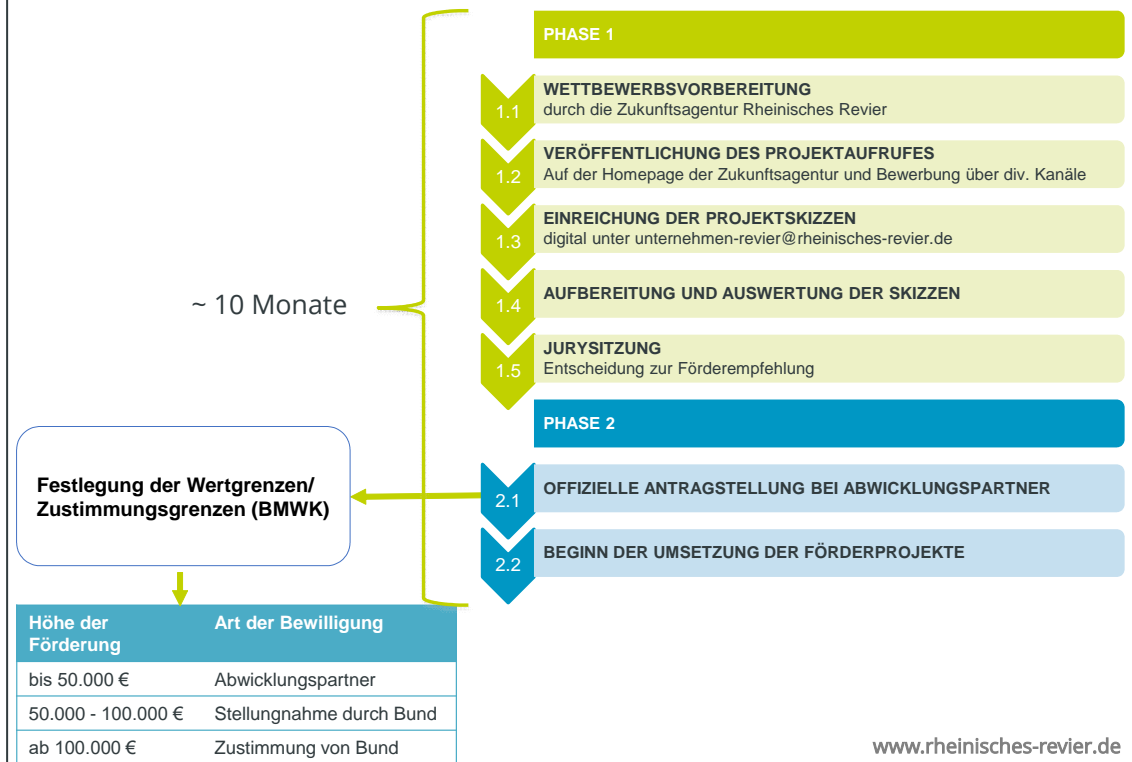 PHASE 1
1.1
WETTBEWERBSVORBEREITUNG
durch die Zukunftsagentur Rheinisches Revier
1.2
VERÖFFENTLICHUNG DES PROJEKTAUFRUFES
Auf der Homepage der Zukunftsagentur und Bewerbung über div. Kanäle
1.3
EINREICHUNG DER PROJEKTSKIZZEN
digital unter unternehmen-revier@rheinisches-revier.de
~ 10 Monate
1.4
AUFBEREITUNG UND AUSWERTUNG DER SKIZZEN
1.5
JURYSITZUNG
Entscheidung zur Förderempfehlung
PHASE 2
2.1
OFFIZIELLE ANTRAGSTELLUNG BEI ABWICKLUNGSPARTNER
2.2
BEGINN DER UMSETZUNG DER FÖRDERPROJEKTE
Festlegung der Wertgrenzen/
Zustimmungsgrenzen (BMWK)
Höhe der Förderung Art der Bewilligung
bis 50.000 € Abwicklungspartner
50.000 - 100.000 € Stellungnahme durch Bund
ab 100.000 € Zustimmung von Bund
www.rheinisches-revier.de